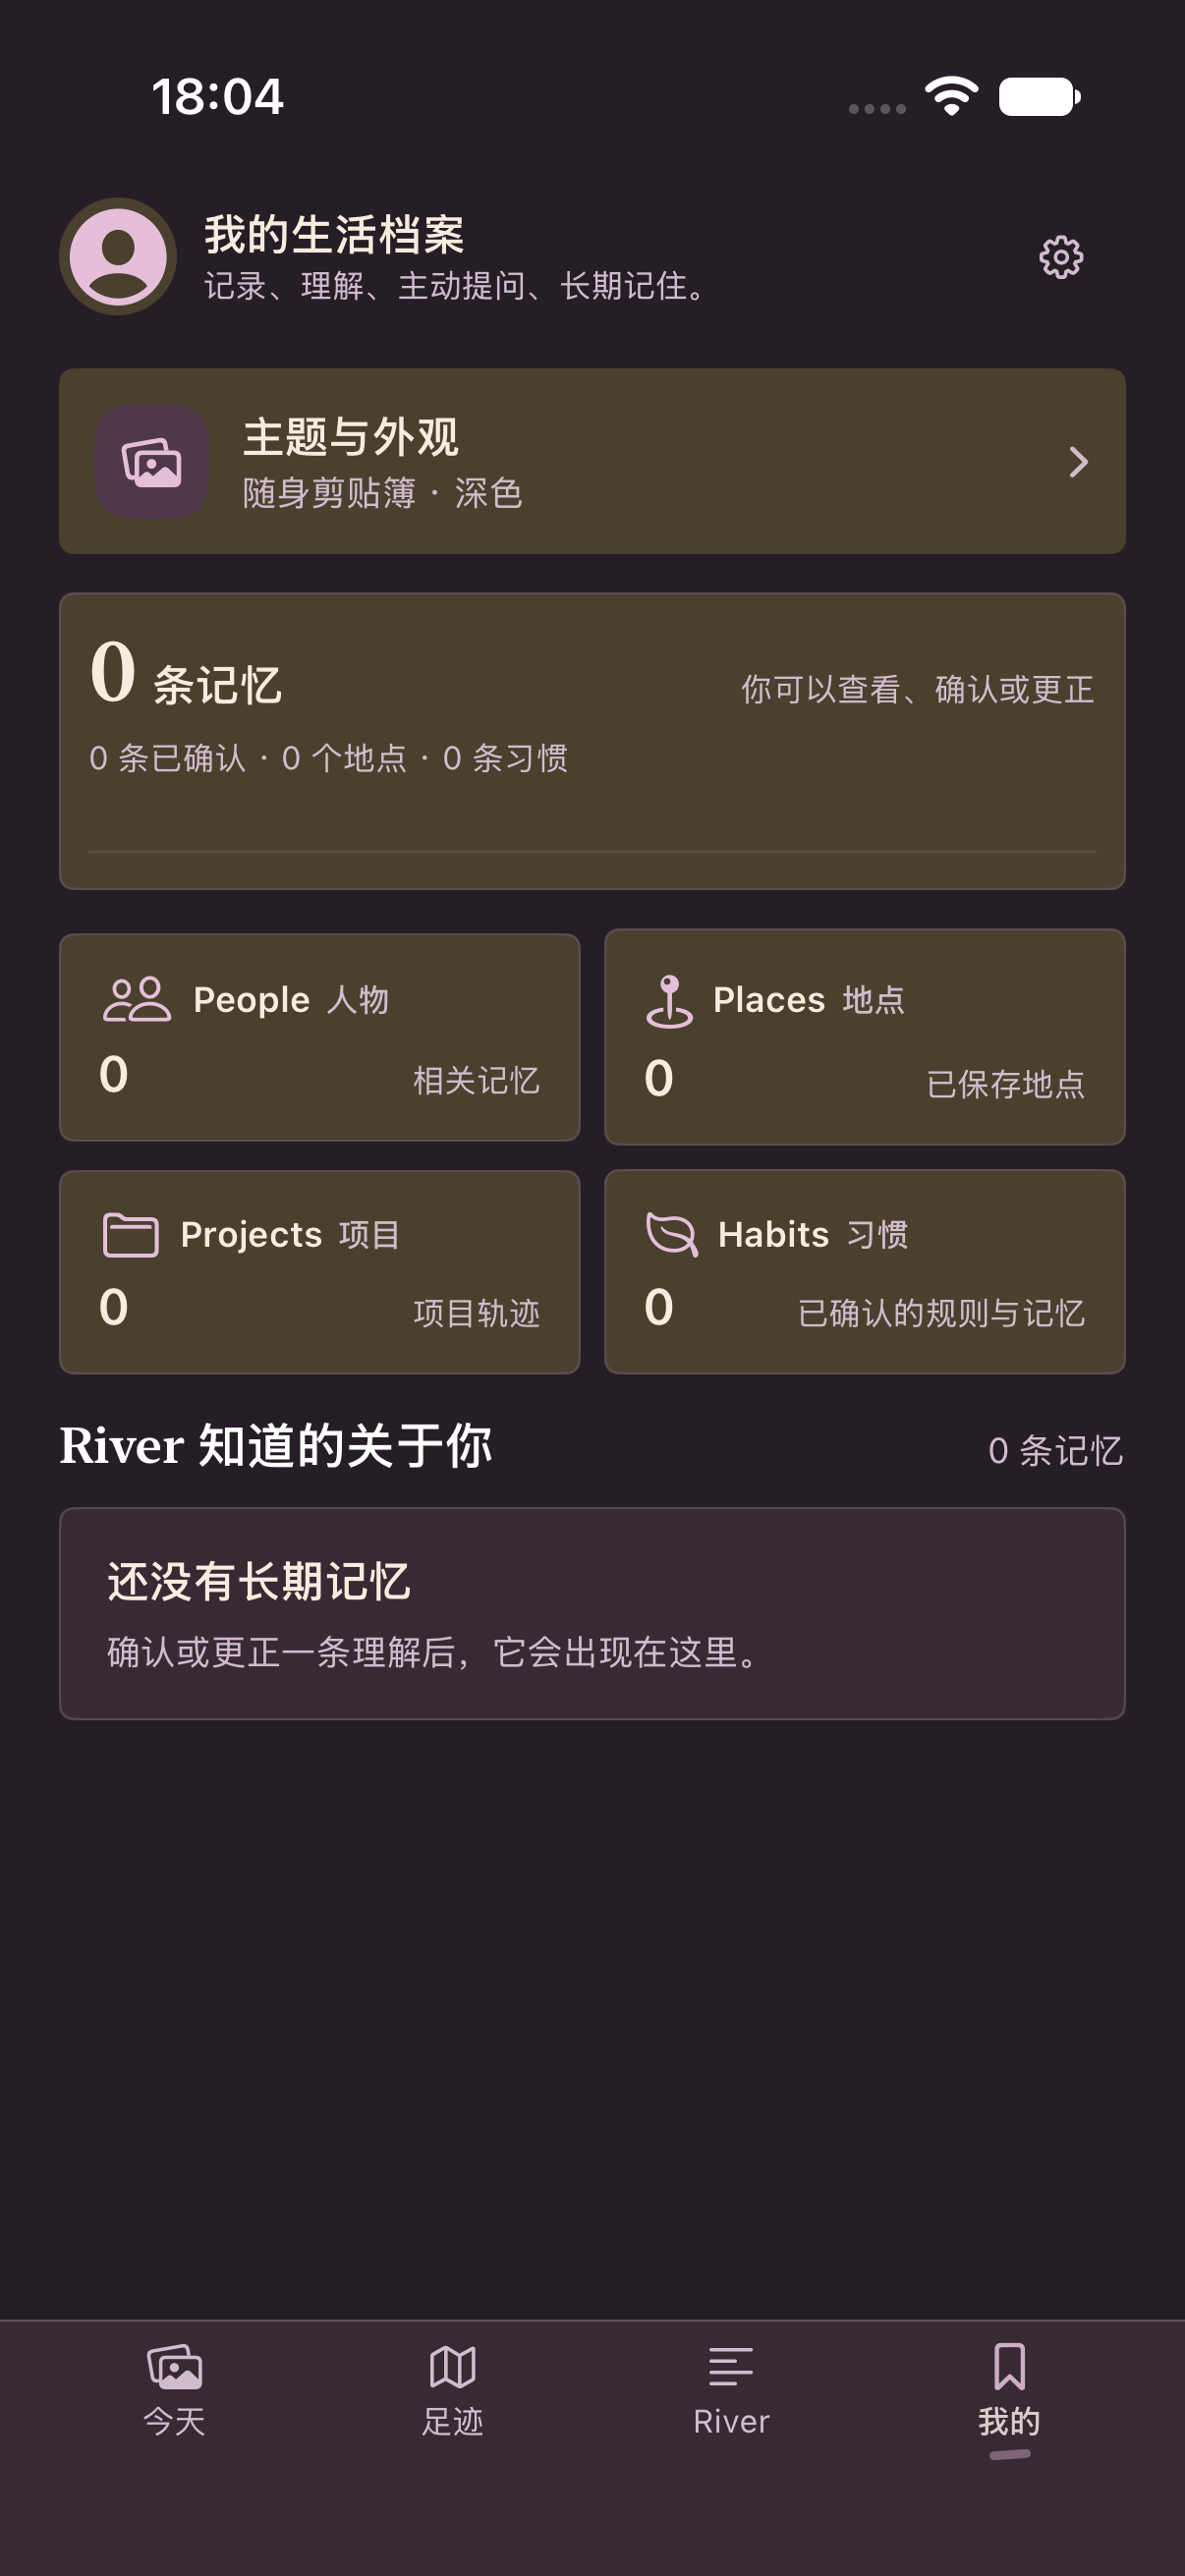 18:04
我的生活档案
记录、理解、主动提问、长期记住。
主题与外观
随身剪贴簿 · 深色
0 条记忆 你可以查看、确认或更正
0 条已确认 · 0 个地点 · 0 条习惯
People 人物
0 相关记忆
Places 地点
0 已保存地点
Projects 项目
0 项目轨迹
Habits 习惯
0 已确认的规则与记忆
River 知道的关于你 0 条记忆
还没有长期记忆
确认或更正一条理解后，它会出现在这里。
今天 足迹 River 我的